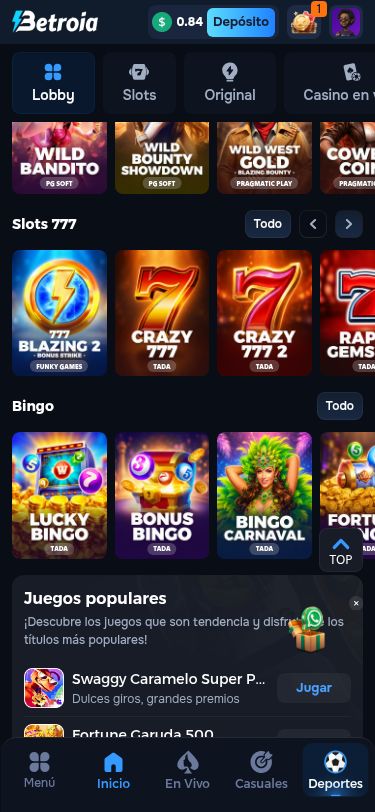 Betroia
$ 0.84 Depósito
1
Lobby
Slots
Original
Casino en v
WILD BANDITO
PG SOFT
WILD BOUNTY SHOWDOWN
PG SOFT
WILD WEST GOLD
BLAZING BOUNTY
PRAGMATIC PLAY
COW
COIN
PRAGMATI
Slots 777
Todo
777
BLAZING 2
BONUS STRIKE
FUNKY GAMES
CRAZY
777
TADA
CRAZY
777 2
TADA
RAP
GEMS
TADA
Bingo
Todo
LUCKY
BINGO
TADA
BONUS
BINGO
TADA
BINGO
CARNAVAL
TADA
FORTU
TOP
Juegos populares
¡Descubre los juegos que son tendencia y disfr los
títulos más populares!
Swaggy Caramelo Super P...
Dulces giros, grandes premios
Jugar
Fortune Garuda 500
Menú
Inicio
En Vivo
Casuales
Deportes